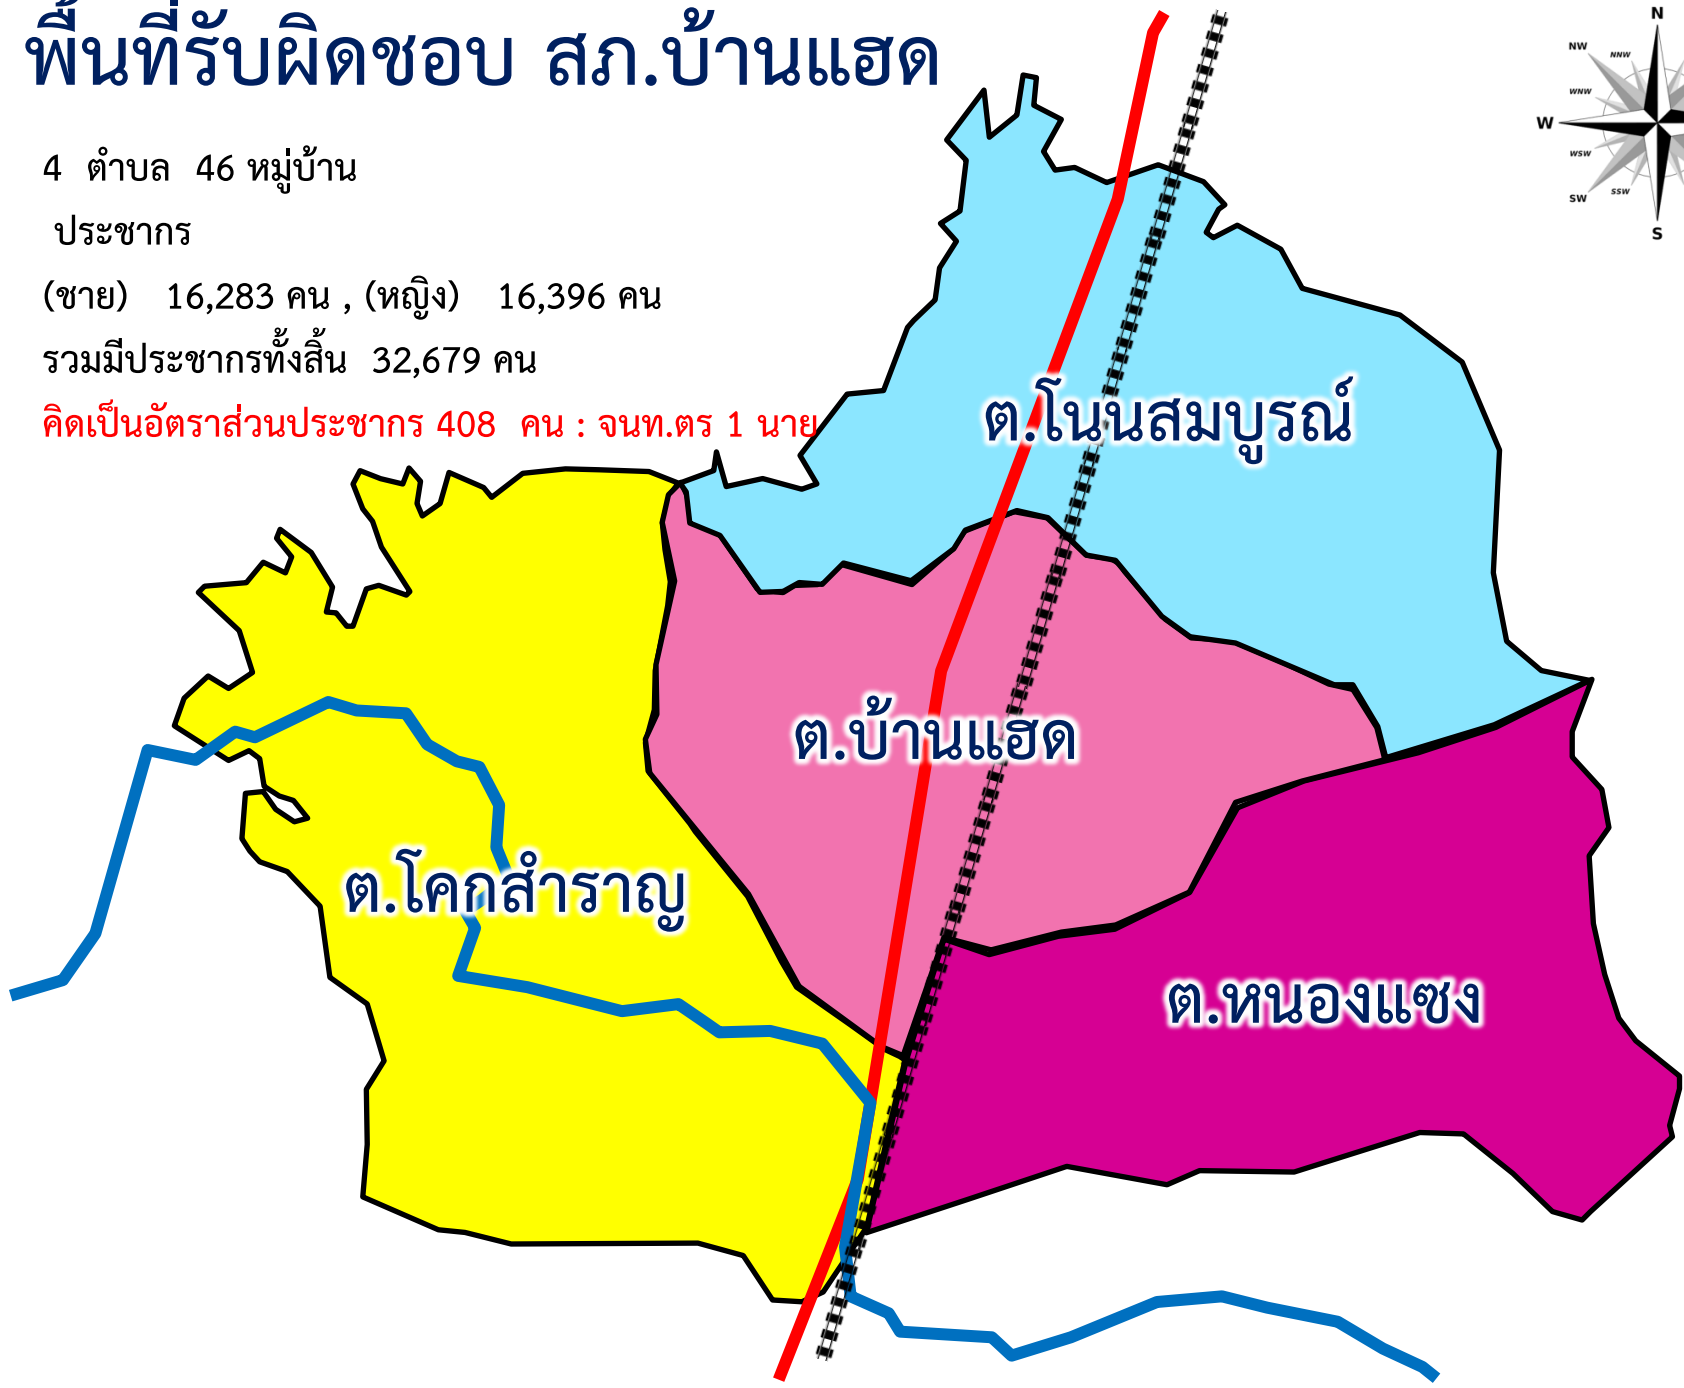 พื้นที่รับผิดชอบ สภ.บ้านแฮด
4 ตำบล 46 หมู่บ้าน
ประชากร
(ชาย) 16,283 คน , (หญิง) 16,396 คน
รวมมีประชากรทั้งสิ้น 32,679 คน
คิดเป็นอัตราส่วนประชากร 408 คน : จนท.ตร 1 นาย
N
NW
NNW
WNW
W
WSW
SW
SSW
S
ต.โนนสมบูรณ์
ต.บ้านแฮด
ต.โคกสำราญ
ต.หนองแซง